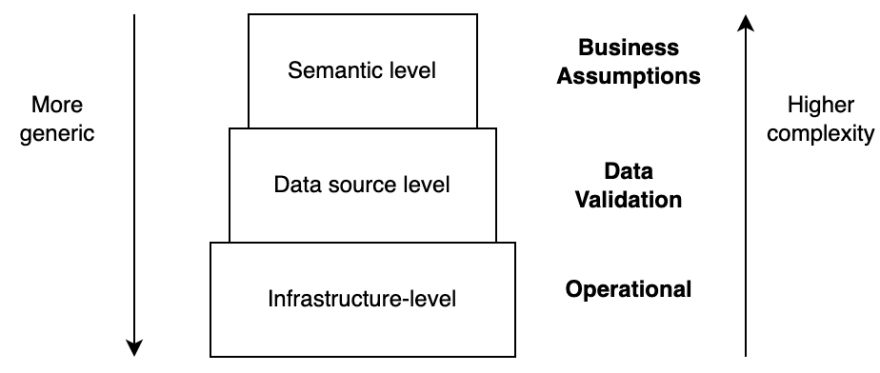 More
generic
Semantic level
Business
Assumptions
Higher
complexity
Data source level
Data
Validation
Infrastructure-level
Operational